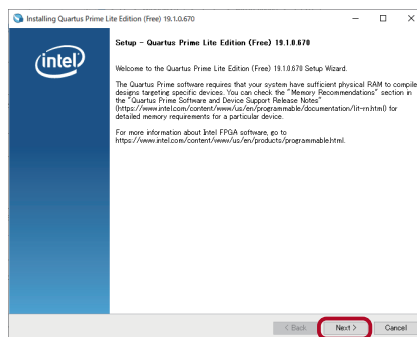 Installing Quartus Prime Lite Edition (Free) 19.1.0.670
intel
Setup - Quartus Prime Lite Edition (Free) 19.1.0.670
Welcome to the Quartus Prime Lite Edition (Free) 19.1.0.670 Setup Wizard.
The Quartus Prime software requires that your system have sufficient physical RAM to compile
designs targeting specific devices. You can check the "Memory Recommendations" section in
the "Quartus Prime Software and Device Support Release Notes"
(https://www.intel.com/content/www/us/en/programmable/documentation/lit-rn.html) for
detailed memory requirements for a particular device.
For more information about Intel FPGA software, go to
https://www.intel.com/content/www/us/en/products/programmable.html.
< Back
Next >
Cancel